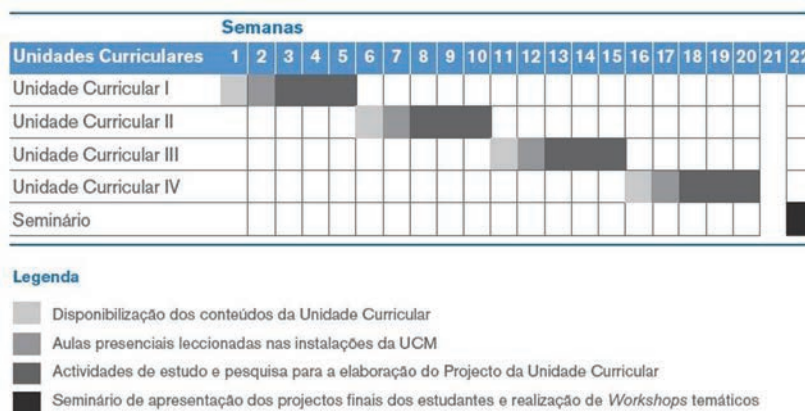 Semanas
Unidades Curriculares 1 2 3 4 5 6 7 8 9 10 11 12 13 14 15 16 17 18 19 20 21 22
Unidade Curricular I
Unidade Curricular II
Unidade Curricular III
Unidade Curricular IV
Seminário
Legenda
Disponibilização dos conteúdos da Unidade Curricular
Aulas presenciais leccionadas nas instalações da UCM
Actividades de estudo e pesquisa para a elaboração do Projecto da Unidade Curricular
Seminário de apresentação dos projectos finais dos estudantes e realização de Workshops temáticos